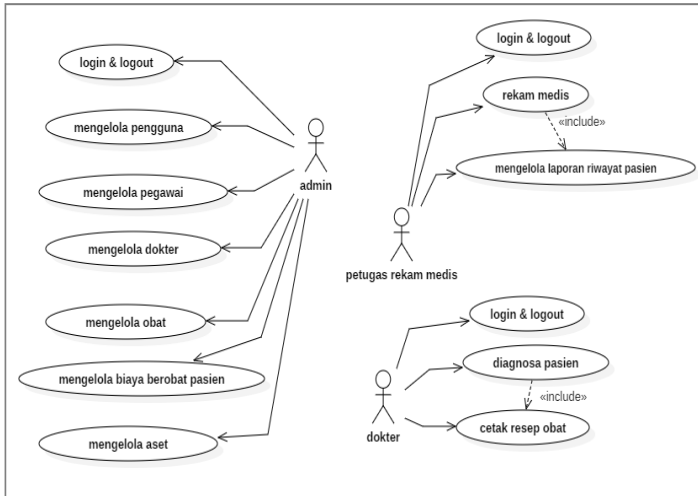 login & logout
mengelola pengguna
mengelola pegawai
mengelola dokter
mengelola obat
mengelola biaya berobat pasien
mengelola aset
admin
login & logout
rekam medis
«include»
mengelola laporan riwayat pasien
petugas rekam medis
login & logout
diagnosa pasien
«include»
cetak resep obat
dokter